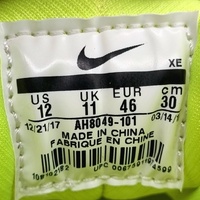 XE
US UK EUR cm
12 11 46 30
12/21/17 AH8049-101 03/14/1
MADE IN CHINA
FABRIQUE EN CHINE